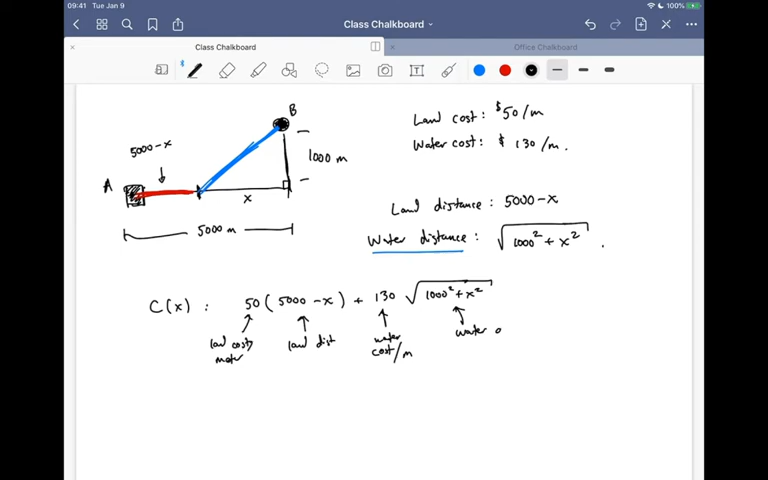 09:41 Tue Jan 9
100%
Class Chalkboard
Class Chalkboard
Office Chalkboard
B
5000-x
1000 m
A
x
5000 m
Land cost: $50/m
Water cost: $ 130/m.
Land distance: 5000-x
Water distance: √1000²+x².
C(x): 50(5000-x)+130√1000²+x²
land cost/
meter
land dist
water
cost/m
water